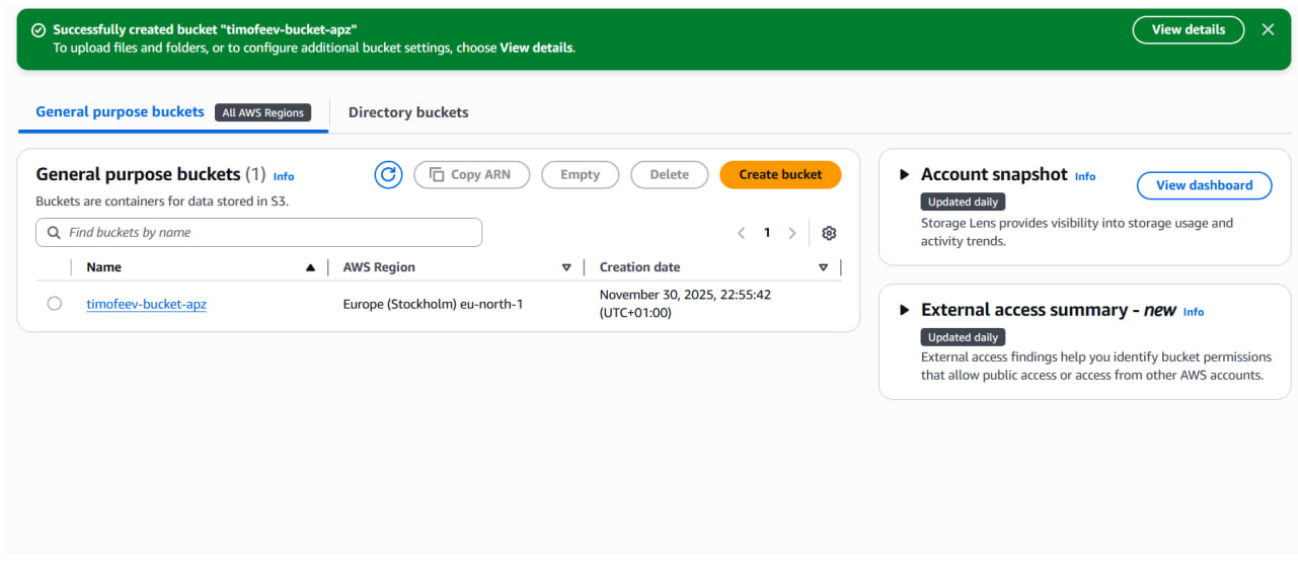 Successfully created bucket "timofeev-bucket-apz"
To upload files and folders, or to configure additional bucket settings, choose View details.
View details
General purpose buckets All AWS Regions Directory buckets
General purpose buckets (1) Info
Copy ARN Empty Delete Create bucket
Buckets are containers for data stored in S3.
Find buckets by name
1
Name AWS Region Creation date
timofeev-bucket-apz Europe (Stockholm) eu-north-1 November 30, 2025, 22:55:42
(UTC+01:00)
Account snapshot Info
View dashboard
Updated daily
Storage Lens provides visibility into storage usage and
activity trends.
External access summary - new Info
Updated daily
External access findings help you identify bucket permissions
that allow public access or access from other AWS accounts.